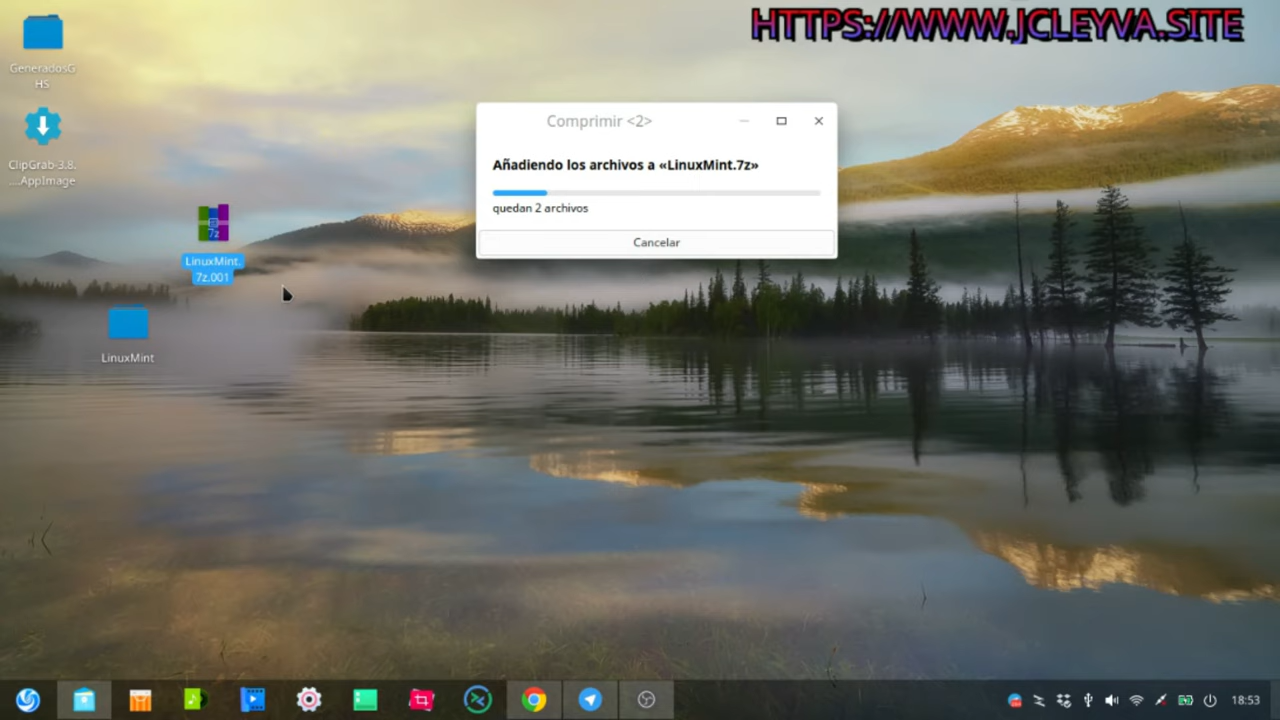 HTTPS://WWW.JCLEYVA.SITE
GeneradosG
HS
ClipGrab-3.8.
....AppImage
7z
LinuxMint.
7z.001
LinuxMint
Comprimir <2>
Añadiendo los archivos a «LinuxMint.7z»
quedan 2 archivos
Cancelar
18:53